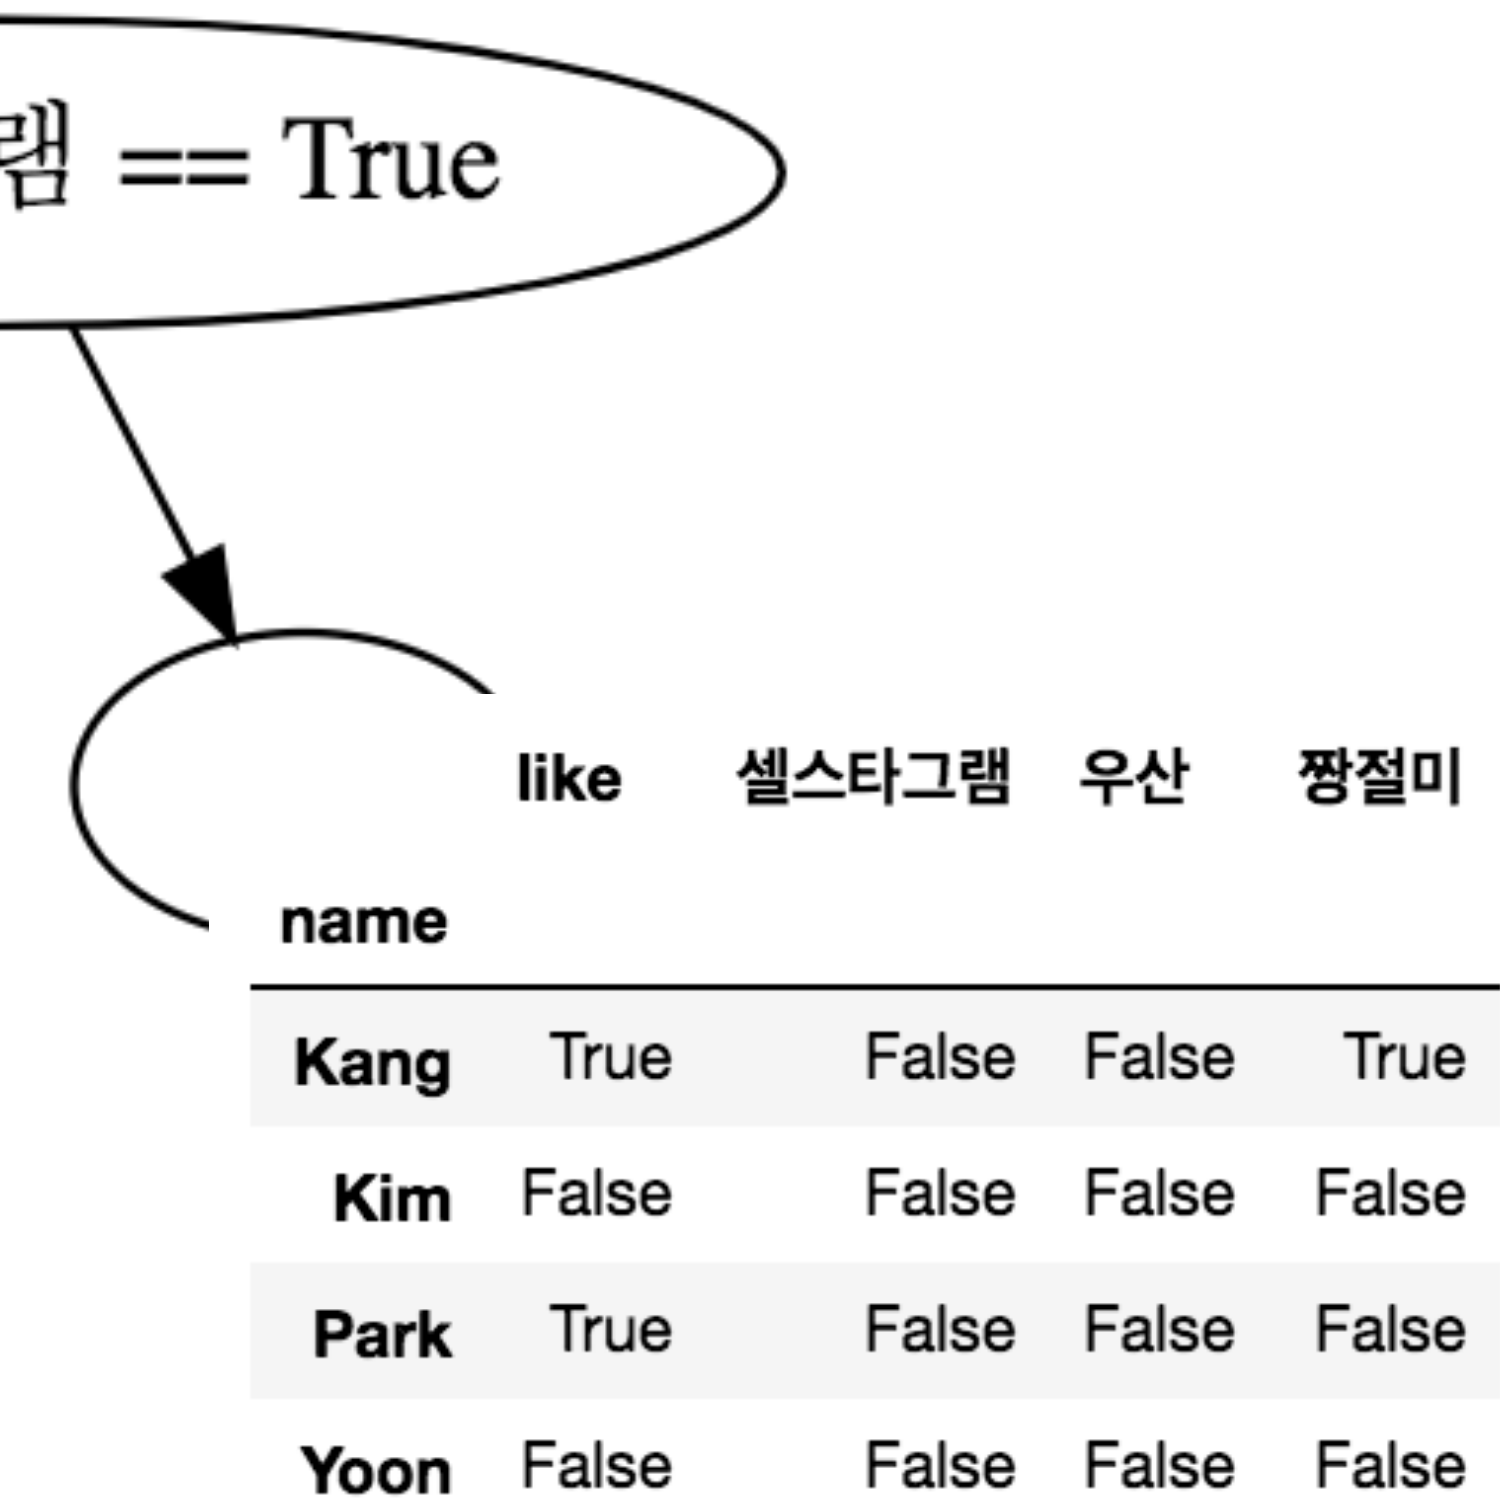 램 == True
like 셀스타그램 우산 짱절미
name
Kang True False False True
Kim False False False False
Park True False False False
Yoon False False False False